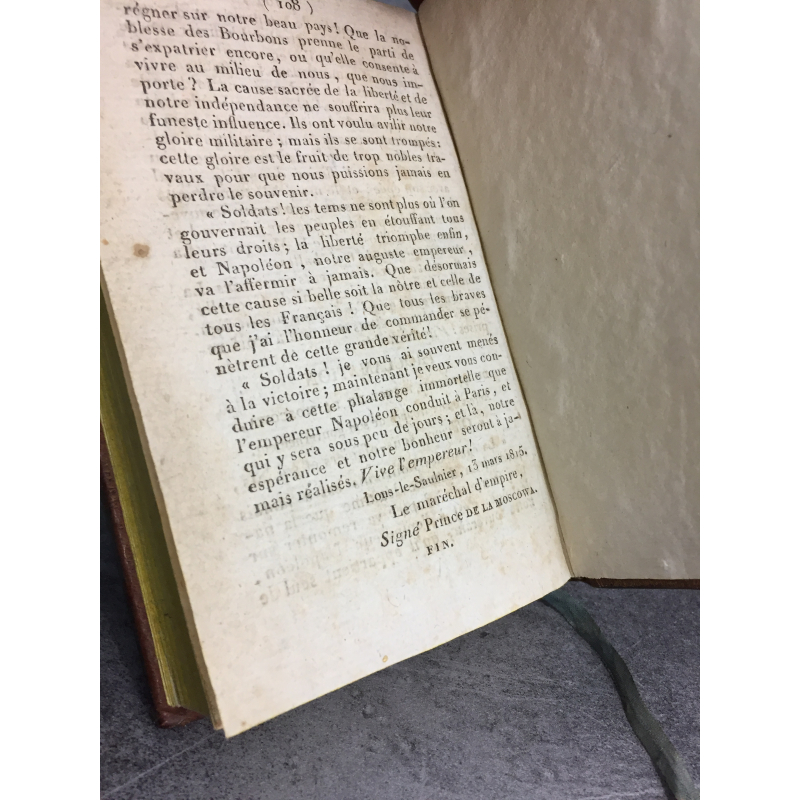 ( 108 )
régner sur notre beau pays! Que la no-
blesse des Bourbons prenne le parti de
s'expatrier encore, ou qu'elle consente à
vivre au milieu de nous, que nous im-
porte? La cause sacrée de la liberté et de
notre indépendance ne souffrira plus leur
funeste influence. Ils ont voulu avilir notre
gloire militaire; mais ils se sont trompés:
cette gloire est le fruit de trop nobles tra-
vaux pour que nous puissions jamais en
perdre le souvenir.
« Soldats! les tems ne sont plus où l'on
gouvernait les peuples en étouffant tous
leurs droits; la liberté triomphe enfin,
et Napoléon, notre auguste empereur,
va l'affermir à jamais. Que désormais
cette cause si belle soit la nôtre et celle de
tous les Français! Que tous les braves
que j'ai l'honneur de commander se pé-
nètrent de cette grande vérité!
« Soldats! je vous ai souvent menés
à la victoire; maintenant je veux vous con-
duire à cette phalange immortelle que
l'empereur Napoléon conduit à Paris, et
qui y sera sous peu de jours; et là, notre
espérance et notre bonheur seront à ja-
mais réalisés. Vive l'empereur!
Lons-le-Saulnier, 13 mars 1815.
Le maréchal d'empire,
Signé Prince DE LA MOSCOWA.
FIN.